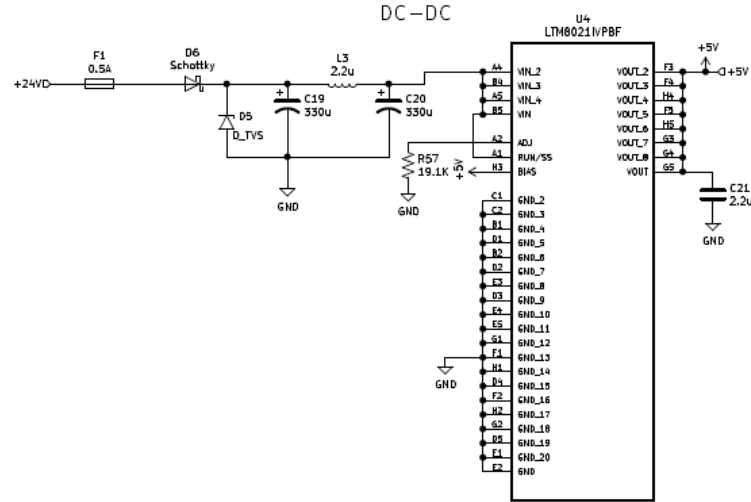 DC-DC
U4
LTM8021IVPBF
F1
0.5A
D6
Schottky
L3
2.2u
+24V
D5
D_TVS
C19
330u
C20
330u
GND
R57
19.1K
GND
+5V
A4 VIN_2
B4 VIN_3
A5 VIN_4
B5 VIN
A2 ADJ
A1 RUN/SS
H3 BIAS
C1 GND_2
C2 GND_3
B1 GND_4
D1 GND_5
B2 GND_6
D2 GND_7
E3 GND_8
D3 GND_9
E4 GND_10
E5 GND_11
G1 GND_12
F1 GND_13
H1 GND_14
D4 GND_15
F2 GND_16
H2 GND_17
G2 GND_18
D5 GND_19
E1 GND_20
E2 GND
GND
VOUT_2 F3
VOUT_3 F4
VOUT_4 H4
VOUT_5 F5
VOUT_6 H5
VOUT_7 G3
VOUT_8 G4
VOUT G5
+5V
+5V
C21
2.2u
GND